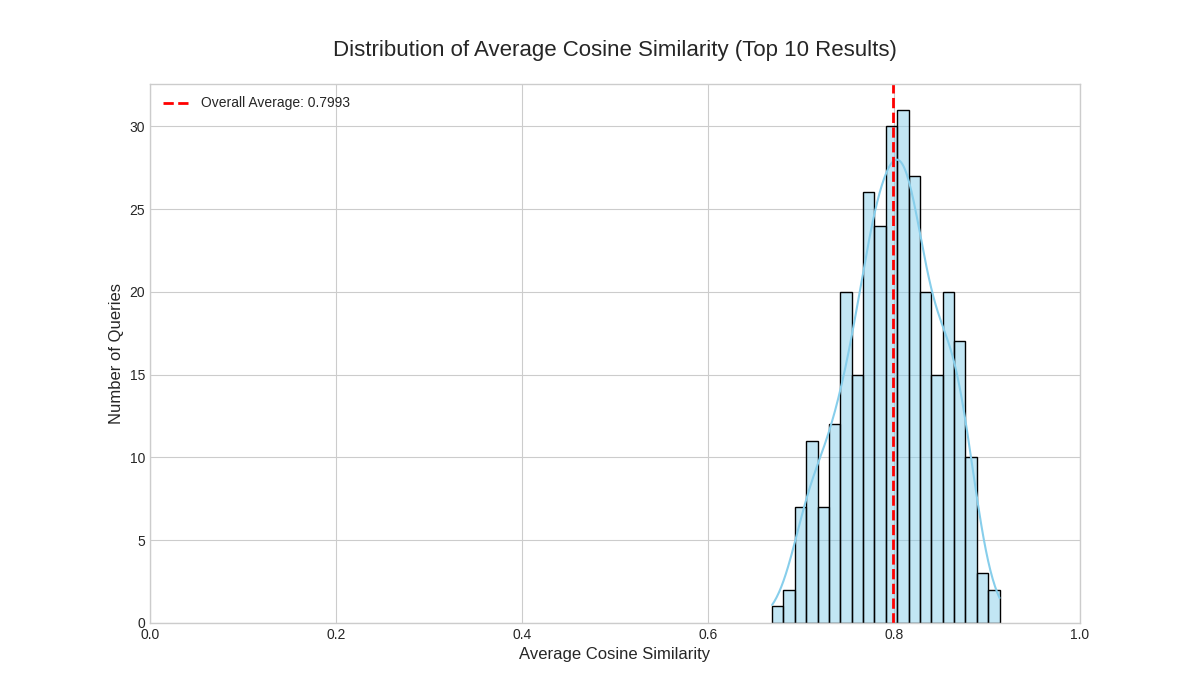 Distribution of Average Cosine Similarity (Top 10 Results)
Overall Average: 0.7993
Number of Queries
30
25
20
15
10
5
0
0.0 0.2 0.4 0.6 0.8 1.0
Average Cosine Similarity